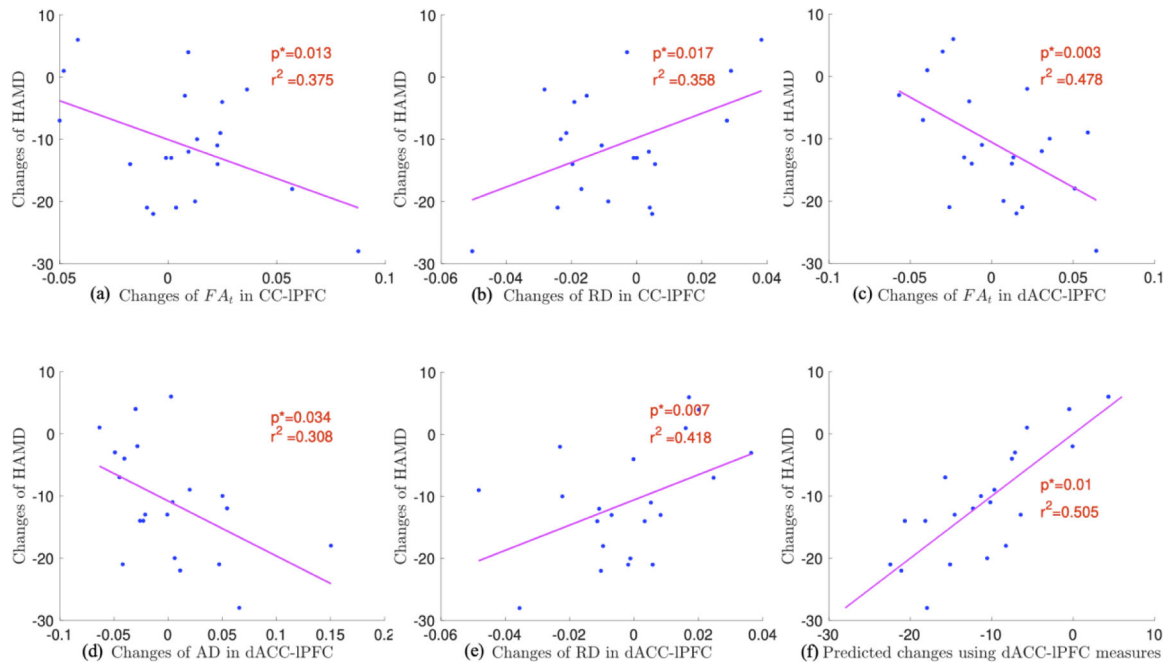 10
0
-10
-20
-30
Changes of HAMD
p*=0.013
r² =0.375
-0.05
0
0.05
0.1
(a) Changes of FAₜ in CC-lPFC
10
0
-10
-20
-30
Changes of HAMD
p*=0.017
r² =0.358
-0.06
-0.04
-0.02
0
0.02
0.04
(b) Changes of RD in CC-lPFC
10
0
-10
-20
-30
Changes of HAMD
p*=0.003
r² =0.478
-0.1
-0.05
0
0.05
0.1
(c) Changes of FAₜ in dACC-lPFC
10
0
-10
-20
-30
Changes of HAMD
p*=0.034
r² =0.308
-0.1
-0.05
0
0.05
0.1
0.15
0.2
(d) Changes of AD in dACC-lPFC
10
0
-10
-20
-30
Changes of HAMD
p*=0.007
r² =0.418
-0.06
-0.04
-0.02
0
0.02
0.04
(e) Changes of RD in dACC-lPFC
10
0
-10
-20
-30
Changes of HAMD
p*=0.01
r²=0.505
-30
-20
-10
0
10
(f) Predicted changes using dACC-lPFC measures